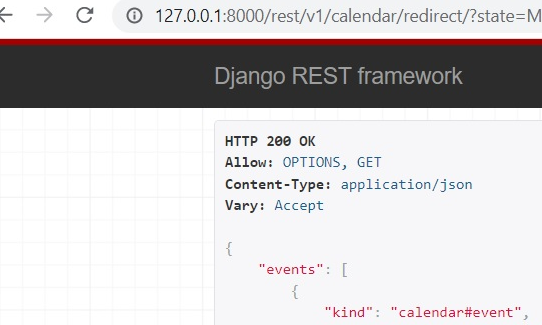 127.0.0.1:8000/rest/v1/calendar/redirect/?state=M
Django REST framework
HTTP 200 OK
Allow: OPTIONS, GET
Content-Type: application/json
Vary: Accept
{
"events": [
{
"kind": "calendar#event",